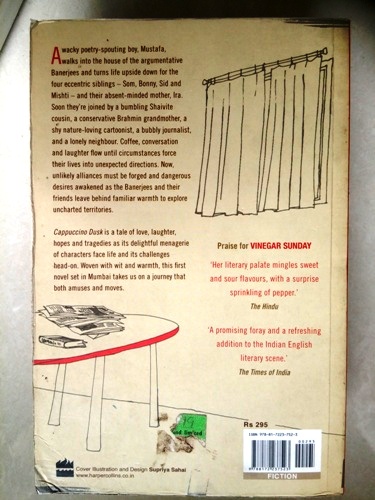 A wacky poetry-spouting boy, Mustafa,
walks into the house of the argumentative
Banerjees and turns life upside down for the
four eccentric siblings – Som, Bonny, Sid and
Mishti – and their absent-minded mother, Ira.
Soon they're joined by a bumbling Shaivite
cousin, a conservative Brahmin grandmother, a
shy nature-loving cartoonist, a bubbly journalist,
and a lonely neighbour. Coffee, conversation
and laughter flow until circumstances force
their lives into unexpected directions. Now,
unlikely alliances must be forged and dangerous
desires awakened as the Banerjees and their
friends leave behind familiar warmth to explore
uncharted territories.
Cappuccino Dusk is a tale of love, laughter,
hopes and tragedies as its delightful menagerie
of characters face life and its challenges
head-on. Woven with wit and warmth, this first
novel set in Mumbai takes us on a journey that
both amuses and moves.
Praise for VINEGAR SUNDAY
'Her literary palate mingles sweet
and sour flavours, with a surprise
sprinkling of pepper.'
The Hindu
'A promising foray and a refreshing
addition to the Indian English
literary scene.'
The Times of India
Rs 295
ISBN 978-81-7223-752-3
00295
FICTION
Cover Illustration and Design Supriya Sahai
www.harpercollins.co.in